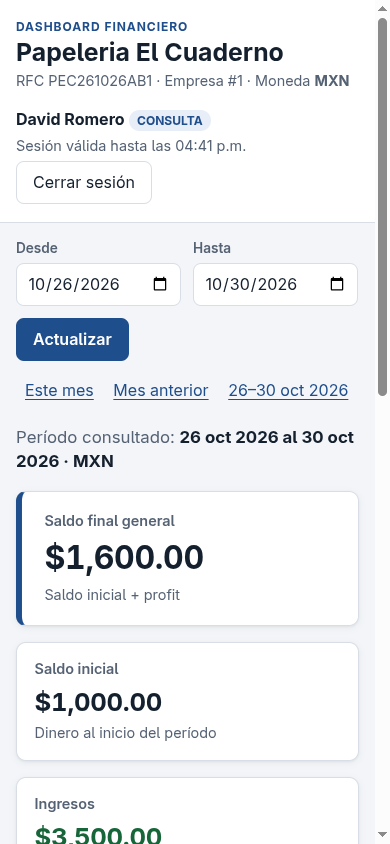 DASHBOARD FINANCIERO
Papeleria El Cuaderno
RFC PEC261026AB1 · Empresa #1 · Moneda MXN
David Romero CONSULTA
Sesión válida hasta las 04:41 p.m.
Cerrar sesión
Desde Hasta
10/26/2026 10/30/2026
Actualizar
Este mes Mes anterior 26–30 oct 2026
Período consultado: 26 oct 2026 al 30 oct
2026 · MXN
Saldo final general
$1,600.00
Saldo inicial + profit
Saldo inicial
$1,000.00
Dinero al inicio del período
Ingresos
$3,500.00